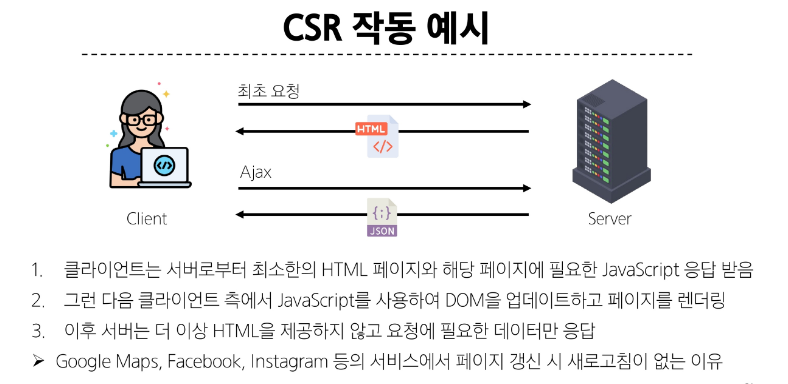 CSR 작동 예시
최초 요청
HTML
</>
Ajax
{;}
JSON
</>
Client
Server
1. 클라이언트는 서버로부터 최소한의 HTML 페이지와 해당 페이지에 필요한 JavaScript 응답 받음
2. 그런 다음 클라이언트 측에서 JavaScript를 사용하여 DOM을 업데이트하고 페이지를 렌더링
3. 이후 서버는 더 이상 HTML을 제공하지 않고 요청에 필요한 데이터만 응답
➢ Google Maps, Facebook, Instagram 등의 서비스에서 페이지 갱신 시 새로고침이 없는 이유